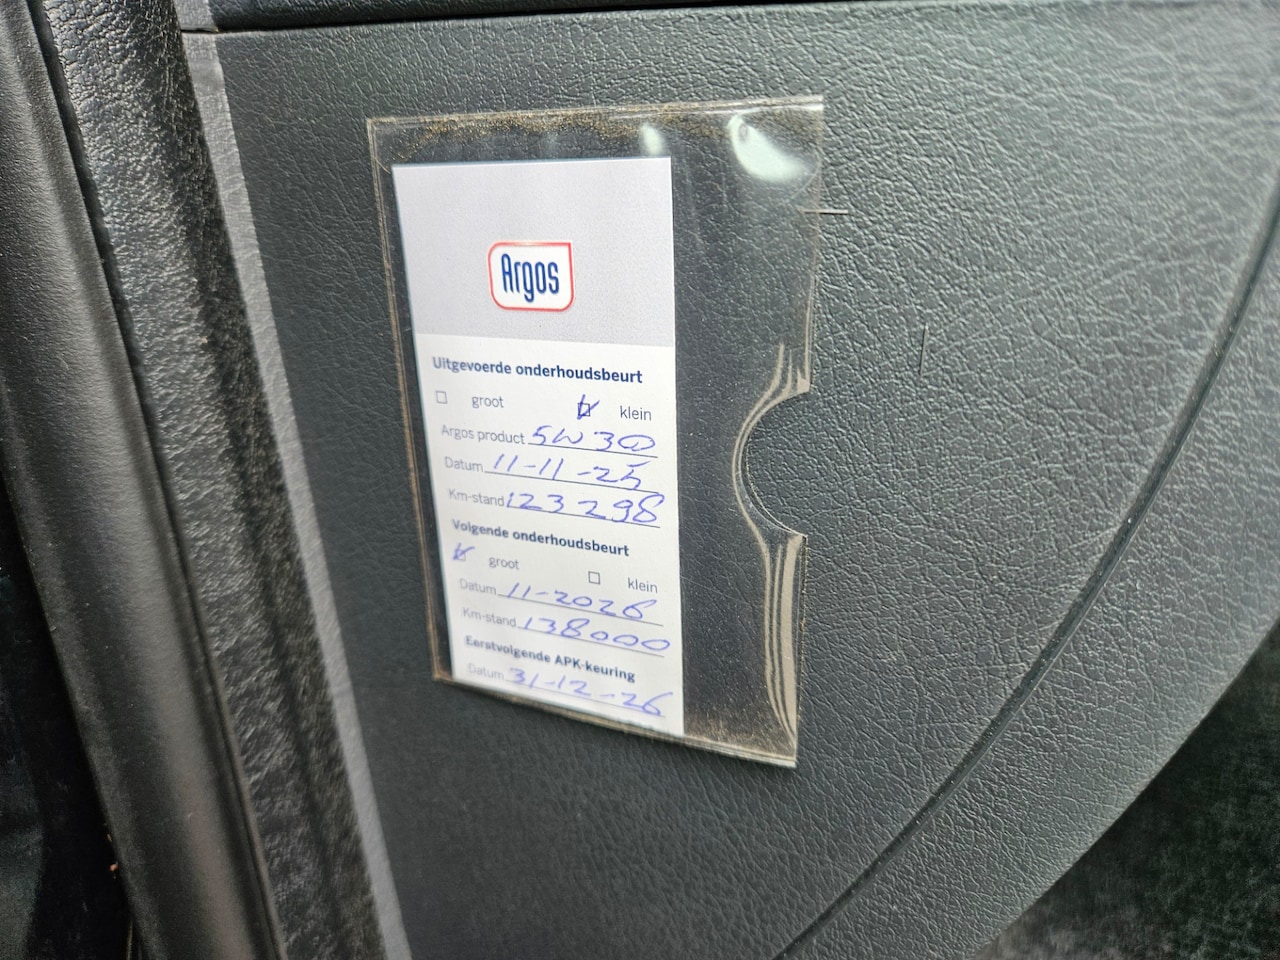 Argos
Uitgevoerde onderhoudsbeurt
groot klein
Argos product 5W30
Datum 11-11-25
Km-stand 123298
Volgende onderhoudsbeurt
groot klein
Datum 11-2026
Km-stand 138000
Eerstvolgende APK-keuring
Datum 31-12-26